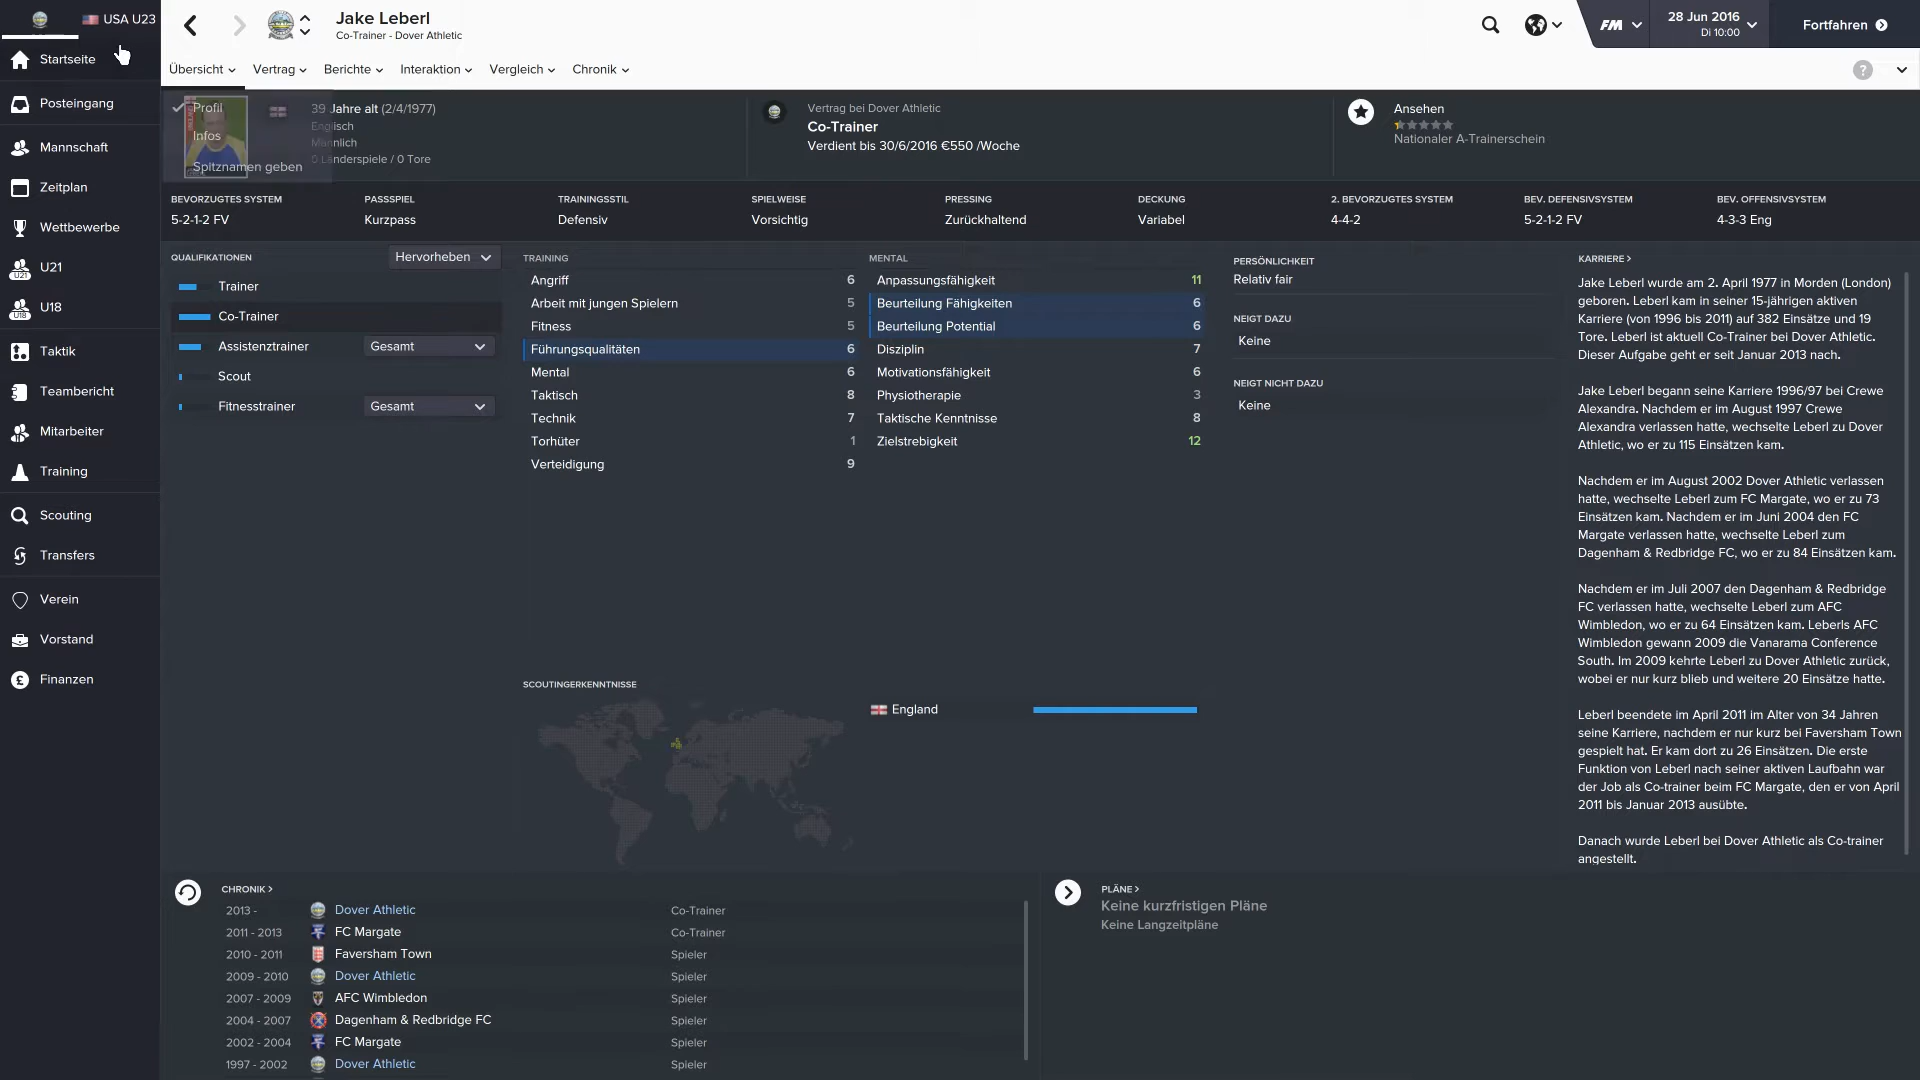 USA U23
Startseite
Posteingang
Mannschaft
Zeitplan
Wettbewerbe
U21
U21
U18
U18
Taktik
Teambericht
Mitarbeiter
Training
Scouting
Transfers
Verein
Vorstand
Finanzen
Jake Leberl
Co-Trainer - Dover Athletic
FM
28 Jun 2016
Di 10:00
Fortfahren
Übersicht
Vertrag
Berichte
Interaktion
Vergleich
Chronik
?
Profil
Infos
Spitznamen geben
39 Jahre alt (2/4/1977)
Englisch
Männlich
0 Länderspiele / 0 Tore
Vertrag bei Dover Athletic
Co-Trainer
Verdient bis 30/6/2016 €550 /Woche
Ansehen
Nationaler A-Trainerschein
BEVORZUGTES SYSTEM
5-2-1-2 FV
PASSSPIEL
Kurzpass
TRAININGSSTIL
Defensiv
SPIELWEISE
Vorsichtig
PRESSING
Zurückhaltend
DECKUNG
Variabel
2. BEVORZUGTES SYSTEM
4-4-2
BEV. DEFENSIVSYSTEM
5-2-1-2 FV
BEV. OFFENSIVSYSTEM
4-3-3 Eng
QUALIFIKATIONEN
Hervorheben
Trainer
Co-Trainer
Assistenztrainer Gesamt
Scout
Fitnesstrainer Gesamt
TRAINING
Angriff 6
Arbeit mit jungen Spielern 5
Fitness 5
Führungsqualitäten 6
Mental 6
Taktisch 8
Technik 7
Torhüter 1
Verteidigung 9
MENTAL
Anpassungsfähigkeit 11
Beurteilung Fähigkeiten 6
Beurteilung Potential 6
Disziplin 7
Motivationsfähigkeit 6
Physiotherapie 3
Taktische Kenntnisse 8
Zielstrebigkeit 12
PERSÖNLICHKEIT
Relativ fair
NEIGT DAZU
Keine
NEIGT NICHT DAZU
Keine
SCOUTINGERKENNTNISSE
England
KARRIERE >
Jake Leberl wurde am 2. April 1977 in Morden (London)
geboren. Leberl kam in seiner 15-jährigen aktiven
Karriere (von 1996 bis 2011) auf 382 Einsätze und 19
Tore. Leberl ist aktuell Co-Trainer bei Dover Athletic.
Dieser Aufgabe geht er seit Januar 2013 nach.
Jake Leberl begann seine Karriere 1996/97 bei Crewe
Alexandra. Nachdem er im August 1997 Crewe
Alexandra verlassen hatte, wechselte Leberl zu Dover
Athletic, wo er zu 115 Einsätzen kam.
Nachdem er im August 2002 Dover Athletic verlassen
hatte, wechselte Leberl zum FC Margate, wo er zu 73
Einsätzen kam. Nachdem er im Juni 2004 den FC
Margate verlassen hatte, wechselte Leberl zum
Dagenham & Redbridge FC, wo er zu 84 Einsätzen kam.
Nachdem er im Juli 2007 den Dagenham & Redbridge
FC verlassen hatte, wechselte Leberl zum AFC
Wimbledon, wo er zu 64 Einsätzen kam. Leberls AFC
Wimbledon gewann 2009 die Vanarama Conference
South. Im 2009 kehrte Leberl zu Dover Athletic zurück,
wobei er nur kurz blieb und weitere 20 Einsätze hatte.
Leberl beendete im April 2011 im Alter von 34 Jahren
seine Karriere, nachdem er nur kurz bei Faversham Town
gespielt hat. Er kam dort zu 26 Einsätzen. Die erste
Funktion von Leberl nach seiner aktiven Laufbahn war
der Job als Co-trainer beim FC Margate, den er von April
2011 bis Januar 2013 ausübte.
Danach wurde Leberl bei Dover Athletic als Co-trainer
angestellt.
CHRONIK >
2013 - Dover Athletic Co-Trainer
2011 - 2013 FC Margate Co-Trainer
2010 - 2011 Faversham Town Spieler
2009 - 2010 Dover Athletic Spieler
2007 - 2009 AFC Wimbledon Spieler
2004 - 2007 Dagenham & Redbridge FC Spieler
2002 - 2004 FC Margate Spieler
1997 - 2002 Dover Athletic Spieler
PLÄNE >
Keine kurzfristigen Pläne
Keine Langzeitpläne